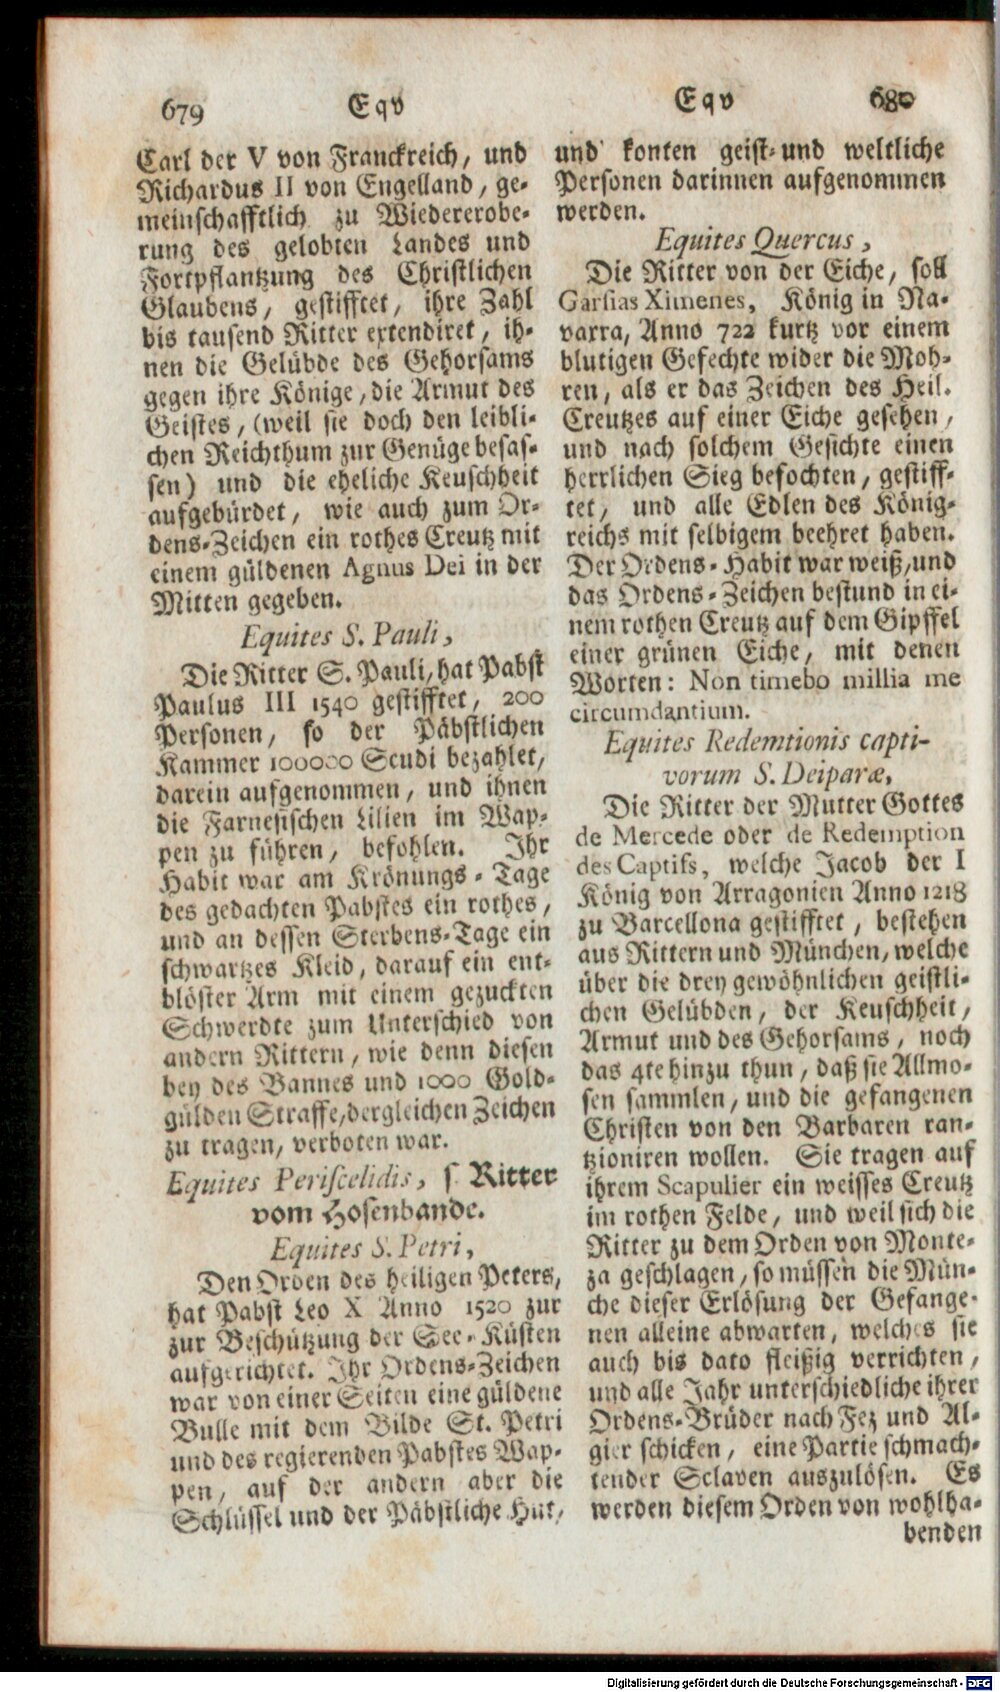 679 Eqv
Carl der V von Franckreich, und
Richardus II von Engelland, ge-
meinschafftlich zu Wiedererobe-
rung des gelobten Landes und
Fortpflantzung des Christlichen
Glaubens, gestifftet, ihre Zahl
bis tausend Ritter extendiret, ih-
nen die Gelübde des Gehorsams
gegen ihre Könige, die Armut des
Geistes, (weil sie doch den leibli-
chen Reichthum zur Genüge besas-
sen) und die eheliche Keuschheit
aufgebürdet, wie auch zum Or-
dens-Zeichen ein rothes Creutz mit
einem güldenen Agnus Dei in der
Mitten gegeben.
Equites S. Pauli,
Die Ritter S. Pauli, hat Pabst
Paulus III 1540 gestifftet, 200
Personen, so der Päbstlichen
Kammer 100000 Scudi bezahlet,
darein aufgenommen, und ihnen
die Farnesischen Lilien im Wap-
pen zu führen, befohlen. Ihr
Habit war am Krönungs-Tage
des gedachten Pabstes ein rothes,
und an dessen Sterbens-Tage ein
schwartzes Kleid, darauf ein ent-
blöster Arm mit einem gezuckten
Schwerdte zum Unterschied von
andern Rittern, wie denn diesen
bey des Bannes und 1000 Gold-
gülden Straffe, dergleichen Zeichen
zu tragen, verboten war.
Equites Periscelidis, s. Ritter
vom Hosenbande.
Equites S. Petri,
Den Orden des heiligen Peters,
hat Pabst Leo X Anno 1520 zur
zur Beschützung der See-Küsten
aufgerichtet. Ihr Ordens-Zeichen
war von einer Seiten eine güldene
Bulle mit dem Bilde St. Petri
und des regierenden Pabstes Wap-
pen, auf der andern aber die
Schlüssel und der Päbstliche Hut,
Eqv 680
und konten geist- und weltliche
Personen darinnen aufgenommen
werden.
Equites Quercus,
Die Ritter von der Eiche, soll
Garsias Ximenes, König in Na-
varra, Anno 722 kurtz vor einem
blutigen Gefechte wider die Moh-
ren, als er das Zeichen des Heil.
Creutzes auf einer Eiche gesehen,
und nach solchem Gesichte einen
herrlichen Sieg befochten, gestiff-
tet, und alle Edlen des König-
reichs mit selbigem beehret haben.
Der Ordens-Habit war weiß, und
das Ordens-Zeichen bestund in ei-
nem rothen Creutz auf dem Gipffel
einer grünen Eiche, mit denen
Worten: Non timebo millia me
circumdantium.
Equites Redemtionis capti-
vorum S. Deiparæ,
Die Ritter der Mutter Gottes
de Mercede oder de Redemption
des Captifs, welche Jacob der I
König von Arragonien Anno 1218
zu Barcellona gestifftet, bestehen
aus Rittern und München, welche
über die drey gewöhnlichen geistli-
chen Gelübden, der Keuschheit,
Armut und des Gehorsams, noch
das 4te hinzu thun, daß sie Allmo-
sen sammlen, und die gefangenen
Christen von den Barbaren ran-
tzioniren wollen. Sie tragen auf
ihrem Scapulier ein weisses Creutz
im rothen Felde, und weil sich die
Ritter zu dem Orden von Monte-
za geschlagen, so müssen die Mün-
che dieser Erlösung der Gefange-
nen alleine abwarten, welches sie
auch bis dato fleißig verrichten,
und alle Jahr unterschiedliche ihrer
Ordens-Brüder nach Fez und Al-
gier schicken, eine Partie schmach-
tender Sclaven auszulösen. Es
werden diesem Orden von wohlha-
benden
Digitalisierung gefördert durch die Deutsche Forschungsgemeinschaft - DFG